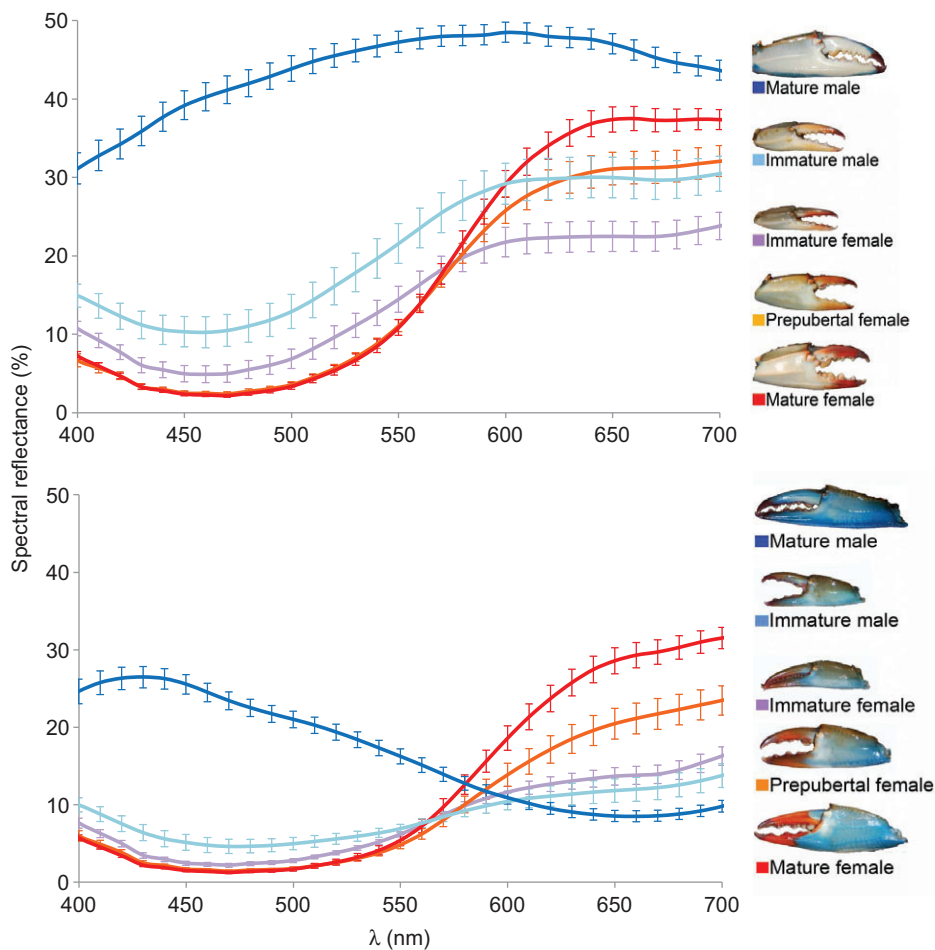 50
40
30
20
10
0
400
450
500
550
600
650
700
Mature male
Immature male
Immature female
Prepubertal female
Mature female
Spectral reflectance (%)
50
40
30
20
10
0
400
450
500
550
600
650
700
λ (nm)
Mature male
Immature male
Immature female
Prepubertal female
Mature female